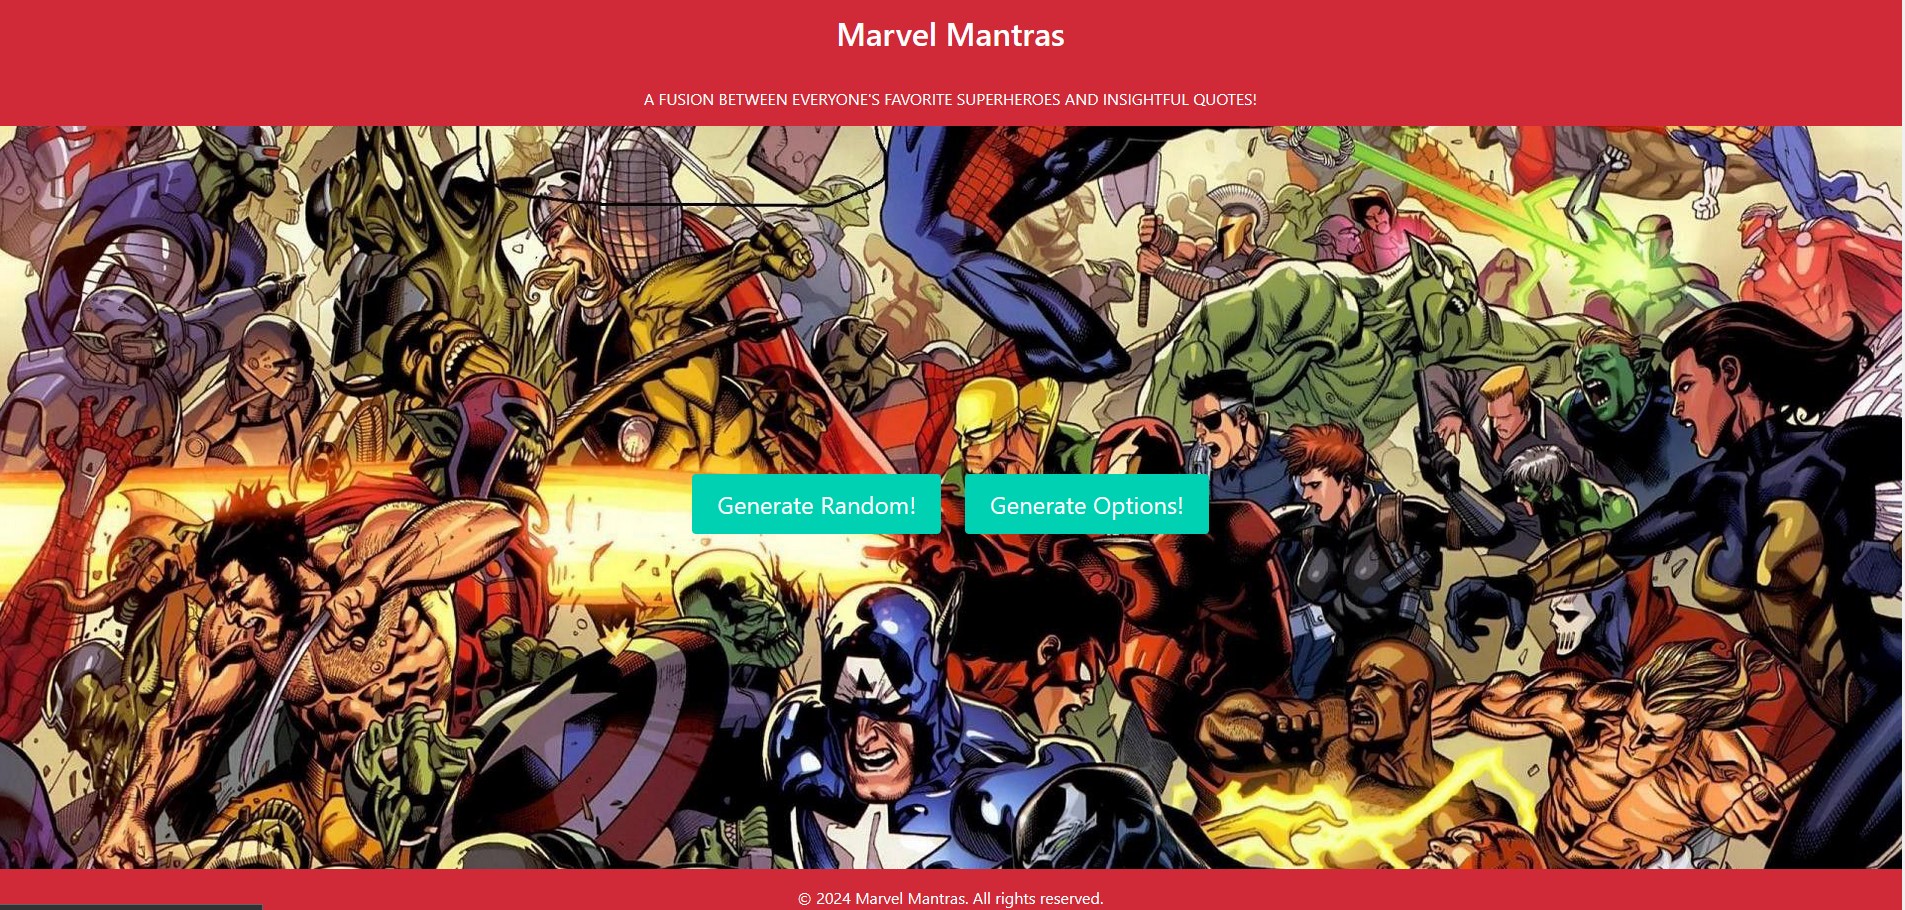 Marvel Mantras
A FUSION BETWEEN EVERYONE'S FAVORITE SUPERHEROES AND INSIGHTFUL QUOTES!
Generate Random! Generate Options!
© 2024 Marvel Mantras. All rights reserved.